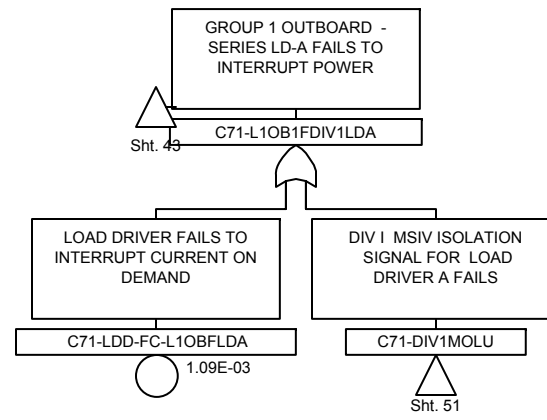 GROUP 1 OUTBOARD -
SERIES LD-A FAILS TO
INTERRUPT POWER
Sht. 43
C71-L1OB1FDIV1LDA
LOAD DRIVER FAILS TO
INTERRUPT CURRENT ON
DEMAND
C71-LDD-FC-L1OBFLDA
1.09E-03
DIV I MSIV ISOLATION
SIGNAL FOR LOAD
DRIVER A FAILS
C71-DIV1MOLU
Sht. 51